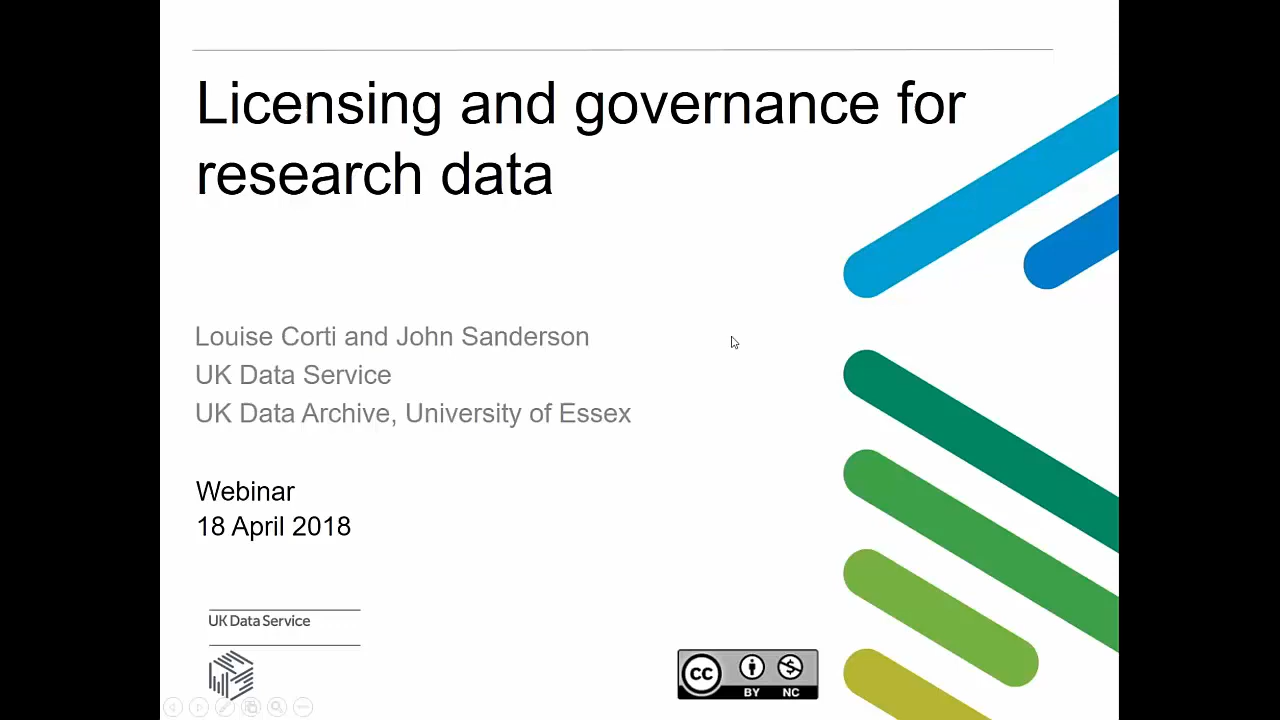 Licensing and governance for
research data
Louise Corti and John Sanderson
UK Data Service
UK Data Archive, University of Essex
Webinar
18 April 2018
UK Data Service
CC
BY NC